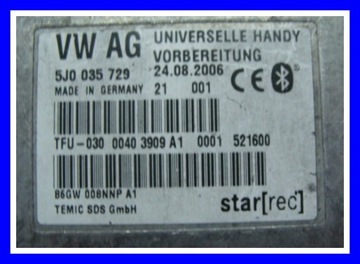 VW AG UNIVERSELLE HANDY
VORBEREITUNG
5J0 035 729 24.08.2006
MADE IN GERMANY 21 001
CE
TFU-030 0040 3909 A1 0001 521600
B6GW 008NNP A1
TEMIC SDS GmbH
star[rec]